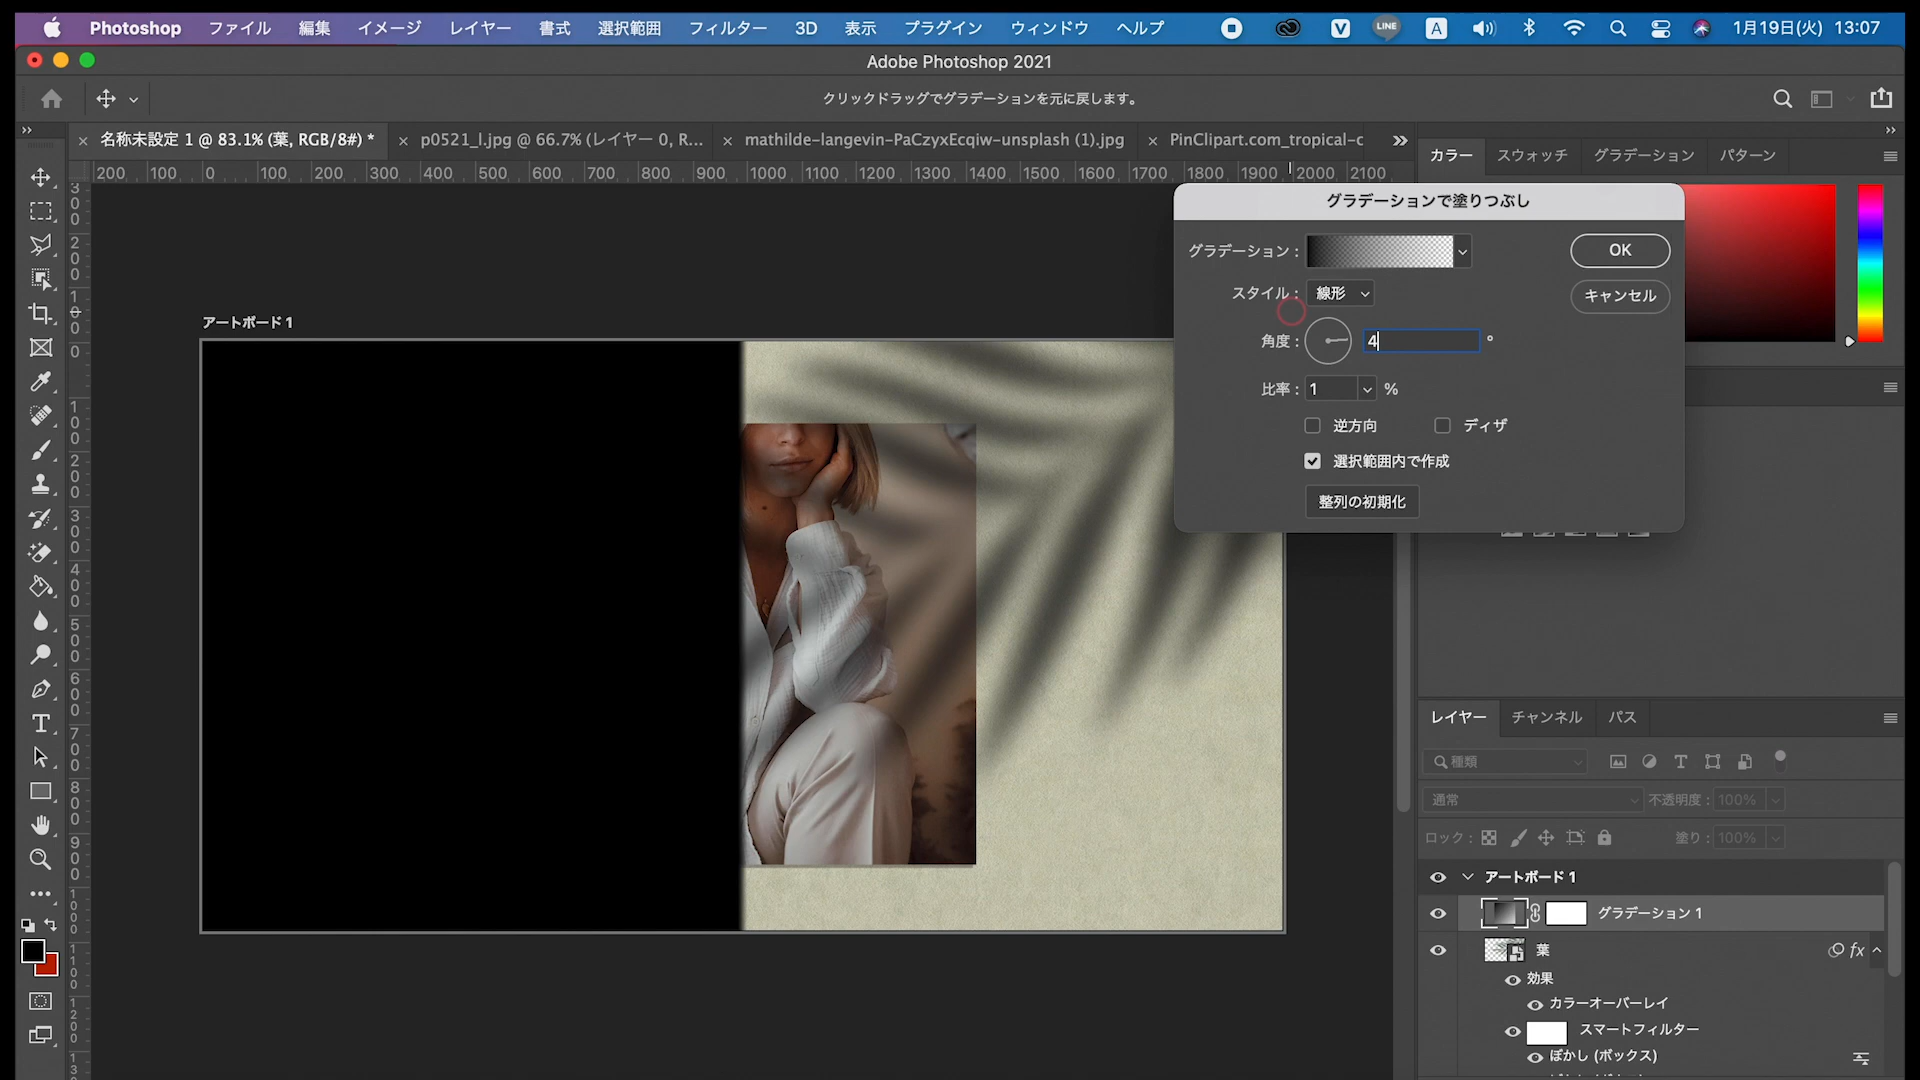 Photoshop ファイル 編集 イメージ レイヤー 書式 選択範囲 フィルター 3D 表示 プラグイン ウィンドウ ヘルプ V LINE A 1月19日(火) 13:07
Adobe Photoshop 2021
クリックドラッグでグラデーションを元に戻します。
名称未設定 1 @ 83.1% (葉, RGB/8#) *
p0521_l.jpg @ 66.7% (レイヤー 0, R...
mathilde-langevin-PaCzyxEcqiw-unsplash (1).jpg
PinClipart.com_tropical-c
カラー スウォッチ グラデーション パターン
200 100 0 100 200 300 400 500 600 700 800 900 1000 1100 1200 1300 1400 1500 1600 1700 1800 1900 2000 2100
グラデーションで塗りつぶし
グラデーション :
OK
スタイル : 線形
キャンセル
角度 : 4 °
比率 : 1 %
逆方向 ディザ
選択範囲内で作成
整列の初期化
アートボード 1
レイヤー チャンネル パス
種類
通常 不透明度 : 100%
ロック : 塗り : 100%
アートボード 1
グラデーション 1
葉 fx
効果
カラーオーバーレイ
スマートフィルター
ぼかし (ボックス)